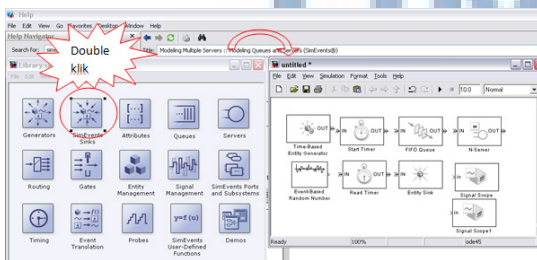 Help
File Edit View Go Favorites Desktop Window Help
Help Navigator
Search for:
Title: Modeling Multiple Servers :: Modeling Queues and Servers (SimEvents®)
Double
klik
Generators SimEvents Sinks Attributes Queues Servers
Routing Gates Entity Management Signal Management SimEvents Ports and Subsystems
Timing Event Translation Probes SimEvents User-Defined Functions Demos
[...]
y=f(u)
untitled *
File Edit View Simulation Format Tools Help
10.0 Normal
OUT IN OUT IN OUT IN OUT
Time-Based Entity Generator Start Timer FIFO Queue N-Server
IN OUT IN IN
Event-Based Random Number Read Timer Entity Sink Signal Scope
IN
Signal Scope1
Ready 100% ode45